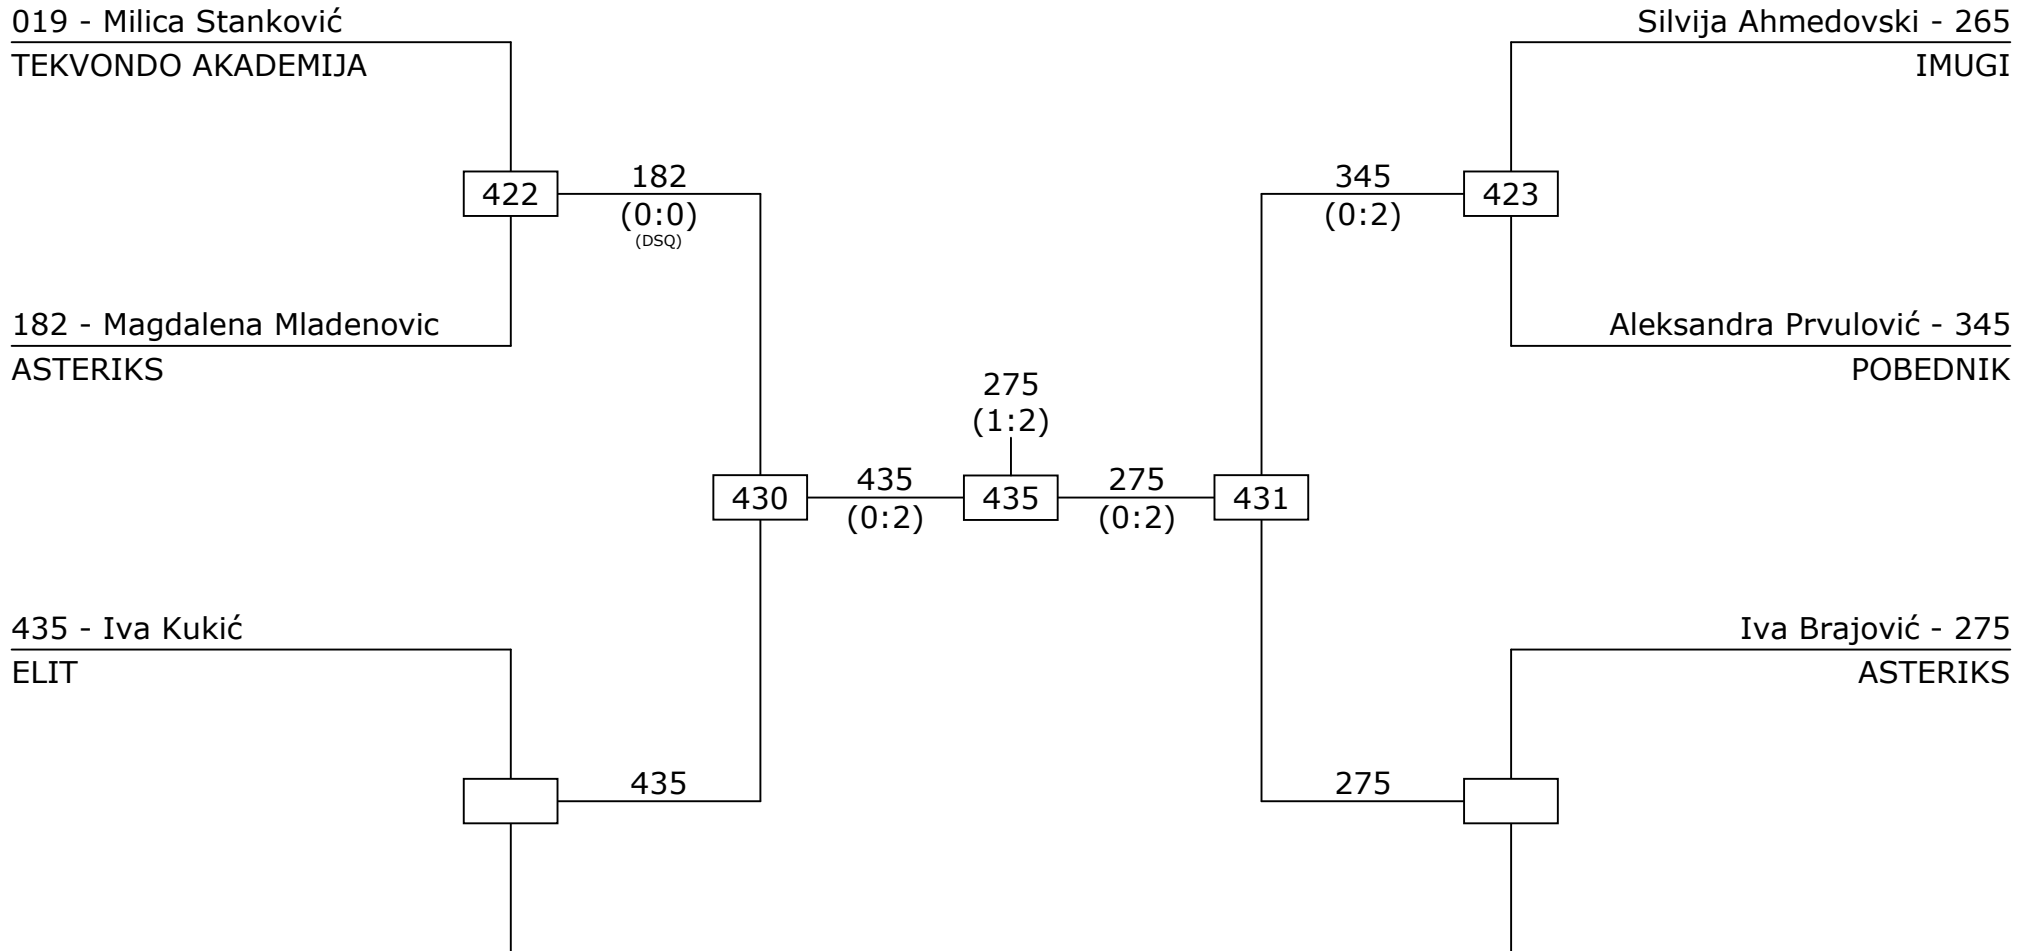 019 - Milica Stanković
TEKVONDO AKADEMIJA
Silvija Ahmedovski - 265
IMUGI
422
182
(0:0)
(DSQ)
345
(0:2)
423
182 - Magdalena Mladenovic
ASTERIKS
Aleksandra Prvulović - 345
POBEDNIK
275
(1:2)
430
435
(0:2)
435
275
(0:2)
431
435 - Iva Kukić
ELIT
Iva Brajović - 275
ASTERIKS
435
275